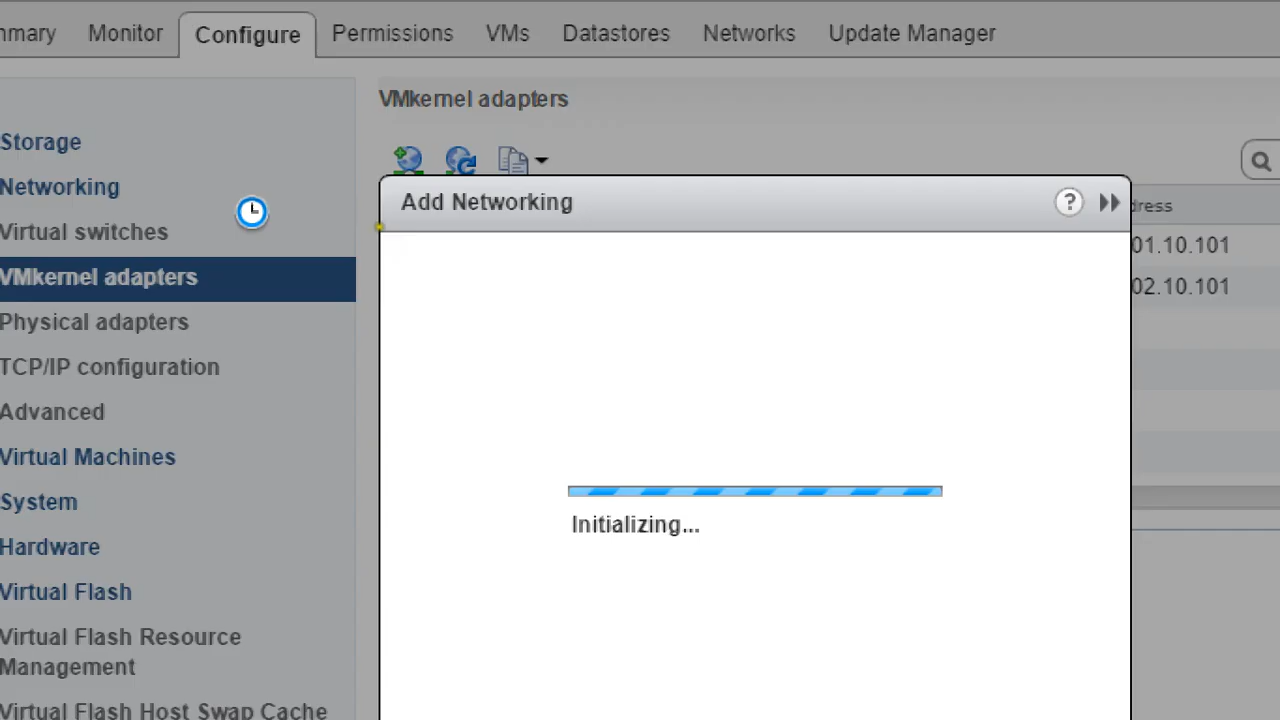 Monitor
Configure
Permissions
VMs
Datastores
Networks
Update Manager
VMkernel adapters
Storage
Networking
Virtual switches
VMkernel adapters
Physical adapters
TCP/IP configuration
Advanced
Virtual Machines
System
Hardware
Virtual Flash
Virtual Flash Resource
Management
Virtual Flash Host Swap Cache
Add Networking
?
Initializing...
dress
01.10.101
02.10.101